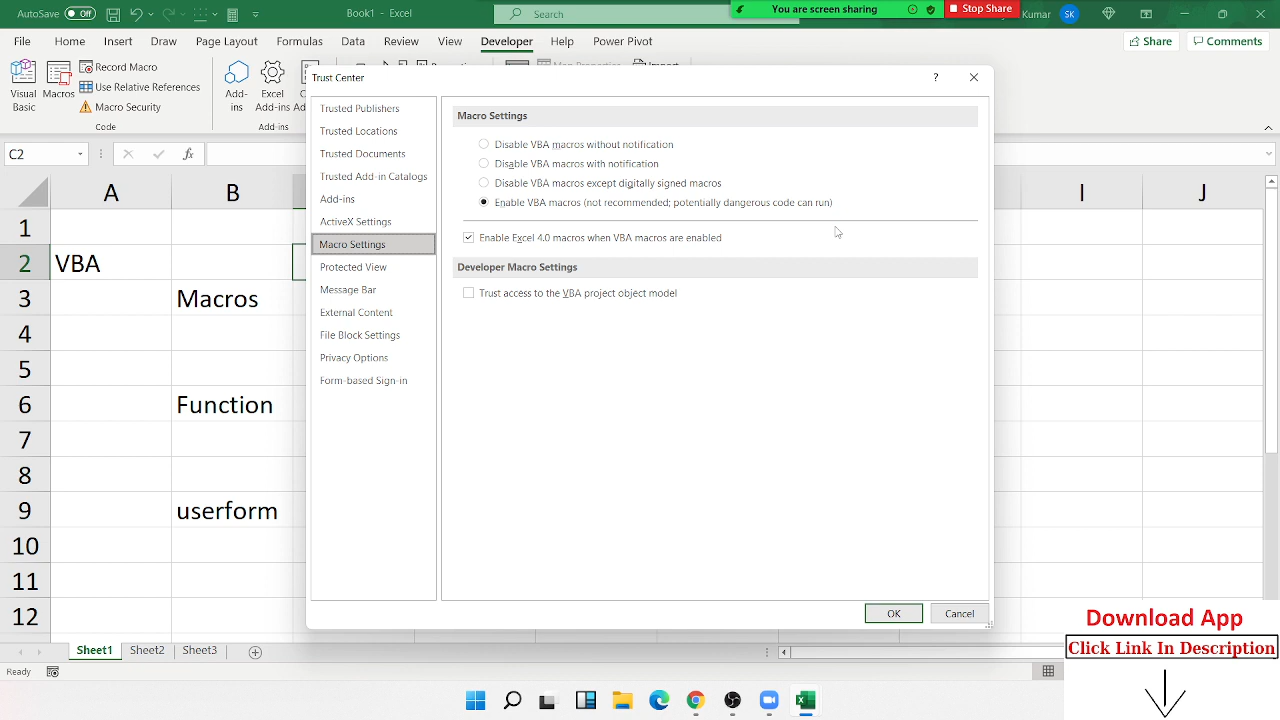 AutoSave Off
Book1 - Excel
Search
You are screen sharing
Stop Share
Kumar SK
File Home Insert Draw Page Layout Formulas Data Review View Developer Help Power Pivot
Share Comments
Visual Basic
Macros
Record Macro
Use Relative References
Macro Security
Code
Add-ins
Excel
Add-ins
Trust Center
?
C2
fx
Trusted Publishers
Trusted Locations
Trusted Documents
Trusted Add-in Catalogs
Add-ins
ActiveX Settings
Macro Settings
Protected View
Message Bar
External Content
File Block Settings
Privacy Options
Form-based Sign-in
Macro Settings
Disable VBA macros without notification
Disable VBA macros with notification
Disable VBA macros except digitally signed macros
Enable VBA macros (not recommended; potentially dangerous code can run)
Enable Excel 4.0 macros when VBA macros are enabled
Developer Macro Settings
Trust access to the VBA project object model
OK Cancel
A B I J
1
2 VBA
3 Macros
4
5
6 Function
7
8
9 userform
10
11
12
Sheet1 Sheet2 Sheet3
Ready
Download App
Click Link In Description